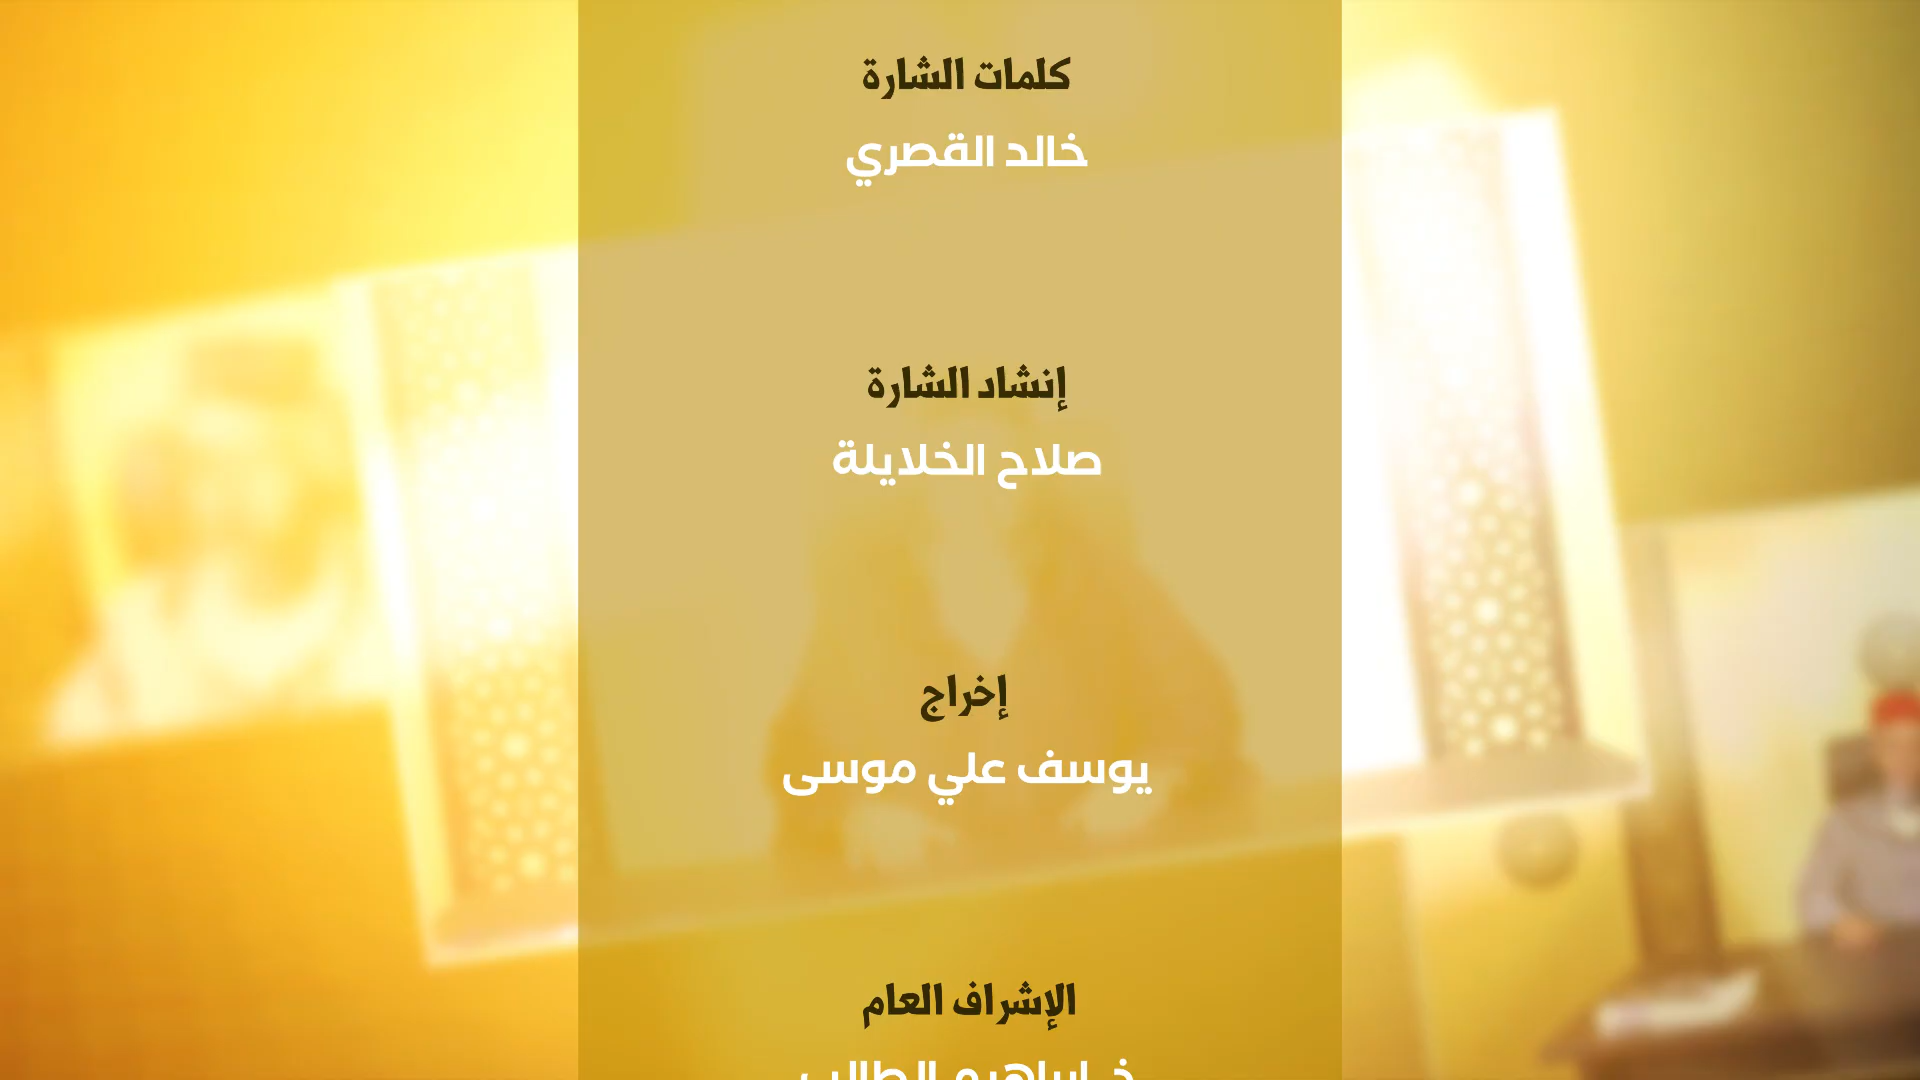 كلمات الشارة
خالد القصري
إنشاد الشارة
صلاح الخلايلة
إخراج
يوسف علي موسى
الإشراف العام